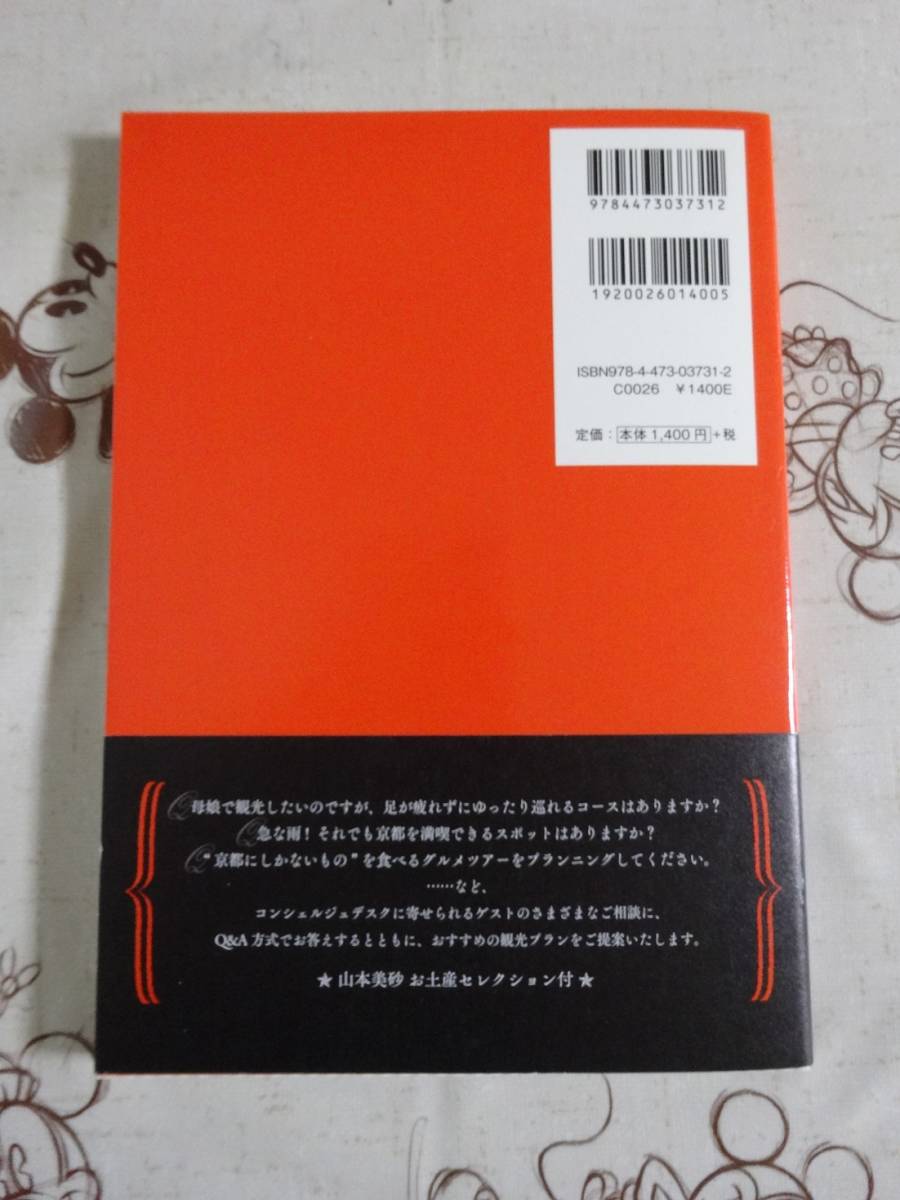 9784473037312
1920026014005
ISBN978-4-473-03731-2
C0026 ¥1400E
定価：本体1,400円+税
Q母娘で観光したいのですが、足が疲れずにゆったり巡れるコースはありますか？
Q急な雨！それでも京都を満喫できるスポットはありますか？
Q“京都にしかないもの”を食べるグルメツアーをプランニングしてください。
……など、
コンシェルジュデスクに寄せられるゲストのさまざまなご相談に、
Q&A方式でお答えするとともに、おすすめの観光プランをご提案いたします。
★山本美砂 お土産セレクション付★